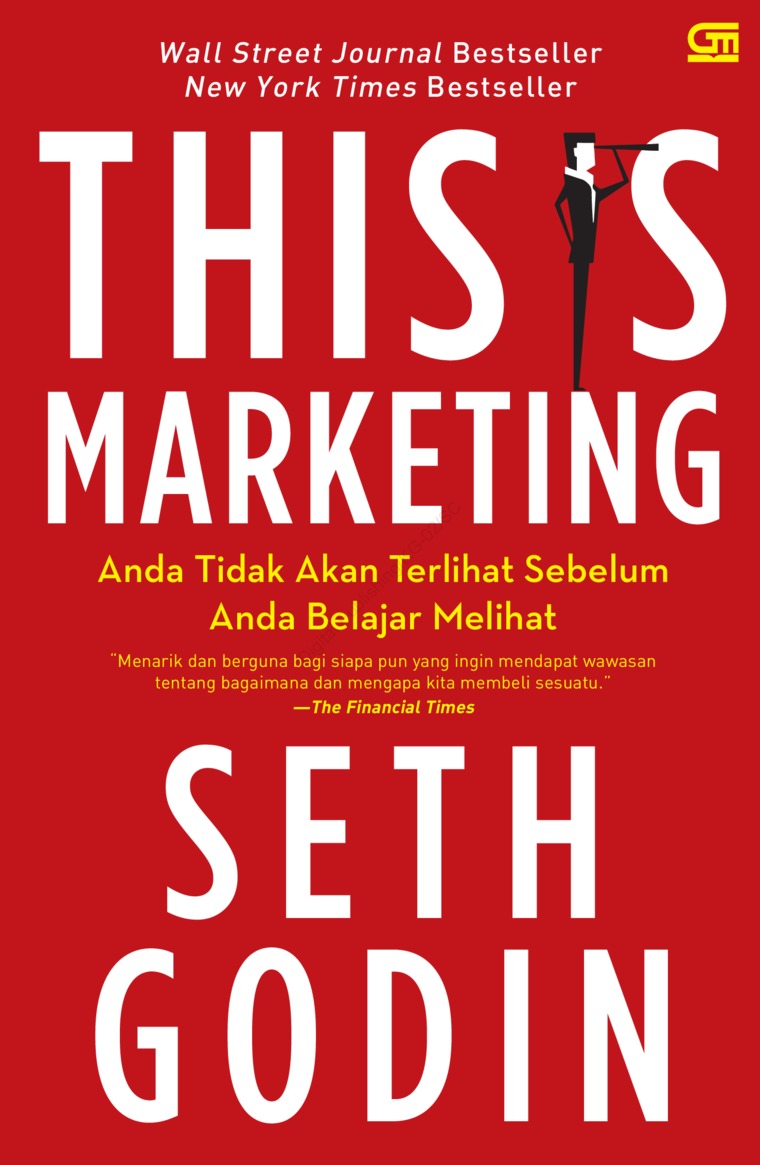 Wall Street Journal Bestseller
New York Times Bestseller
GM
THIS IS
MARKETING
Anda Tidak Akan Terlihat Sebelum
Anda Belajar Melihat
“Menarik dan berguna bagi siapa pun yang ingin mendapat wawasan
tentang bagaimana dan mengapa kita membeli sesuatu.”
—The Financial Times
SETH
GODIN